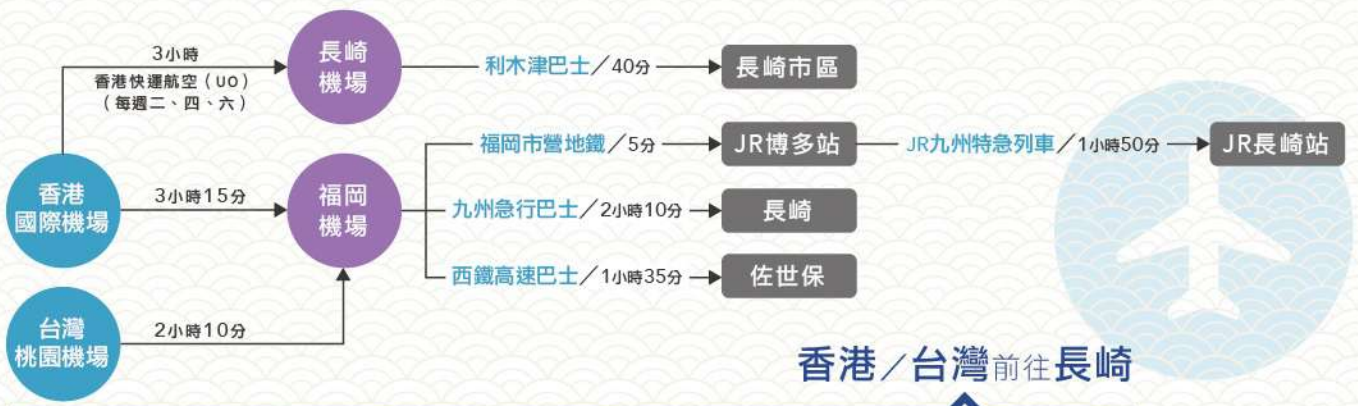 3小時
香港快運航空（UO）
（每週二、四、六）
長崎
機場
利木津巴士／40分
長崎市區
福岡市營地鐵／5分
JR博多站
JR九州特急列車／1小時50分
JR長崎站
香港
國際機場
3小時15分
福岡
機場
九州急行巴士／2小時10分
長崎
西鐵高速巴士／1小時35分
佐世保
台灣
桃園機場
2小時10分
香港／台灣前往長崎